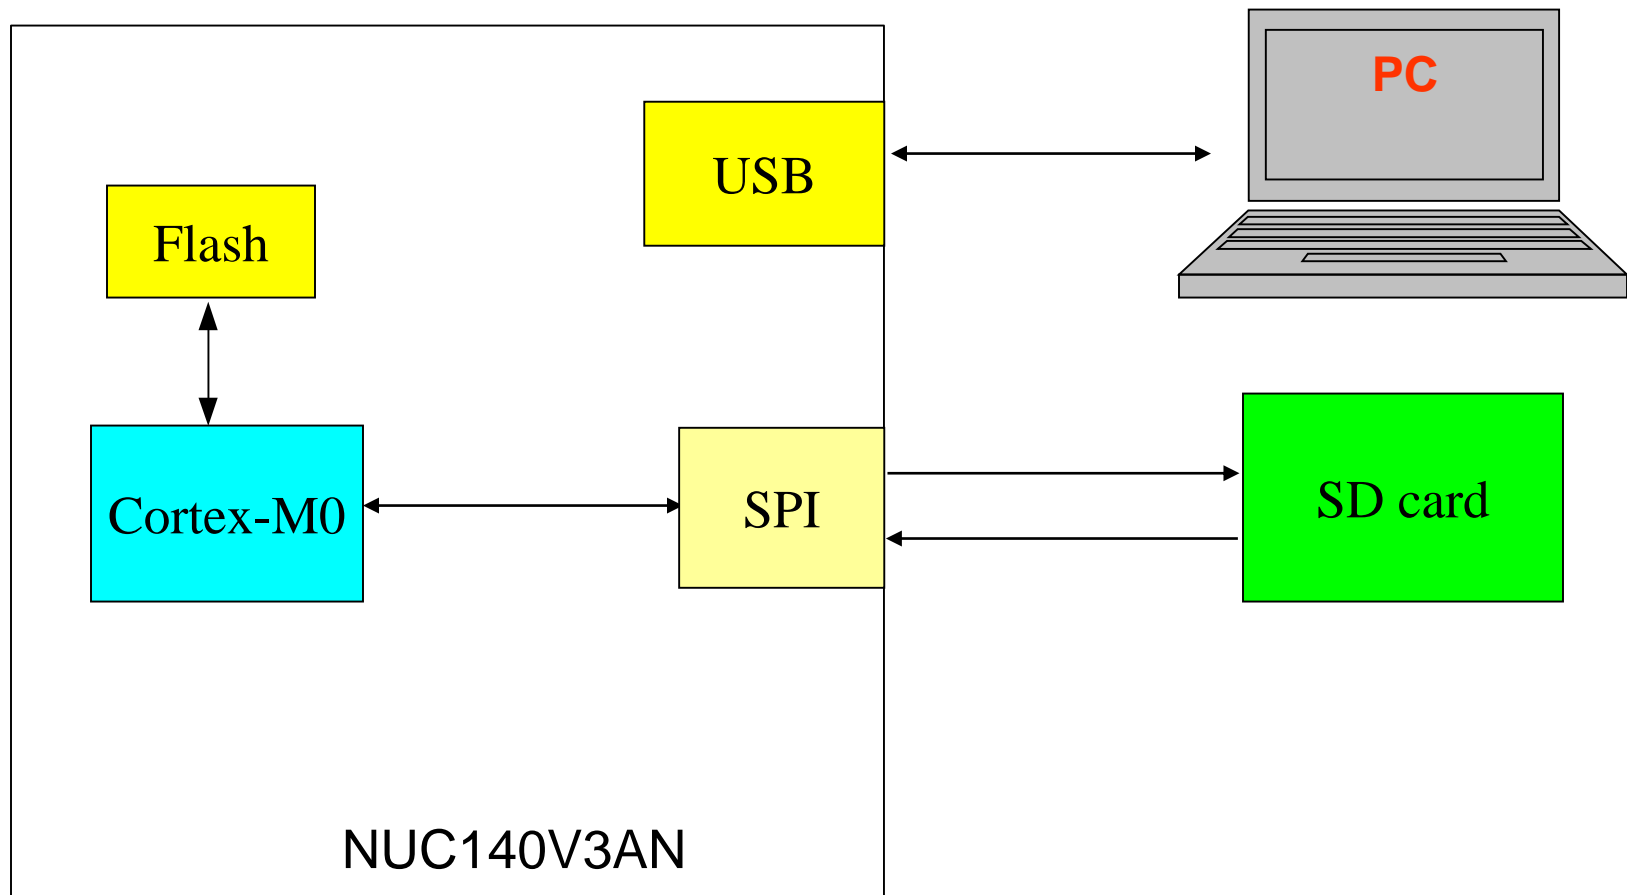 PC
USB
Flash
Cortex-M0
SPI
SD card
NUC140V3AN